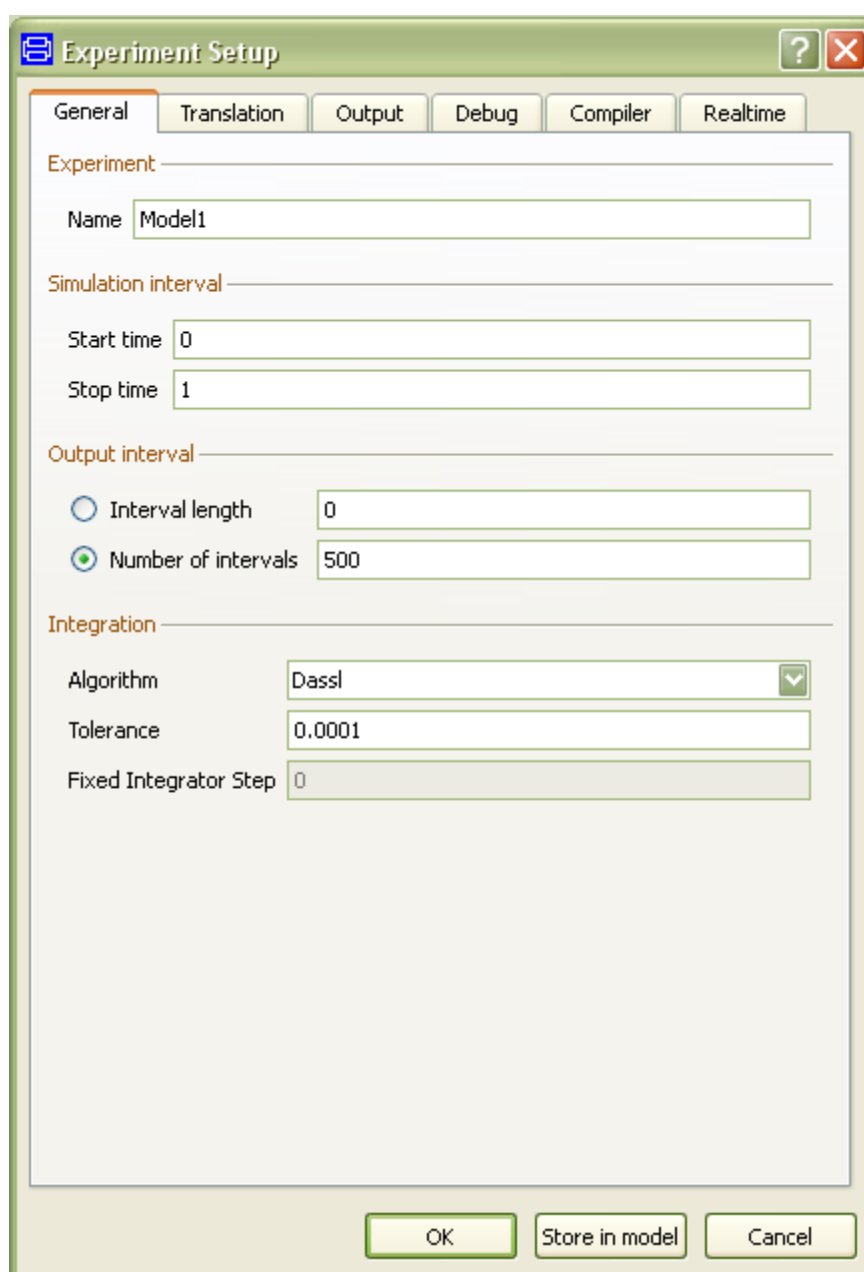 Experiment Setup
General Translation Output Debug Compiler Realtime
Experiment
Name Model1
Simulation interval
Start time 0
Stop time 1
Output interval
Interval length 0
Number of intervals 500
Integration
Algorithm Dassl
Tolerance 0.0001
Fixed Integrator Step 0
OK Store in model Cancel